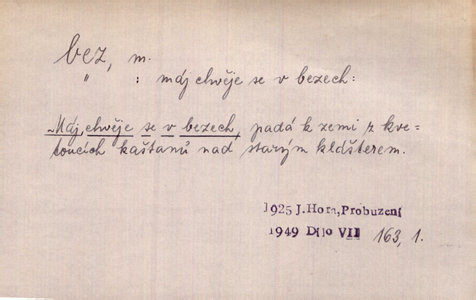 bez, m.
" : máj chvěje se v bezech:
„Máj, chvěje se v bezech, padá k zemi z kve-
toucích kaštanů nad starým klášterem.
1925 J.Hora, Probuzení
1949 Dílo VII 163, 1.